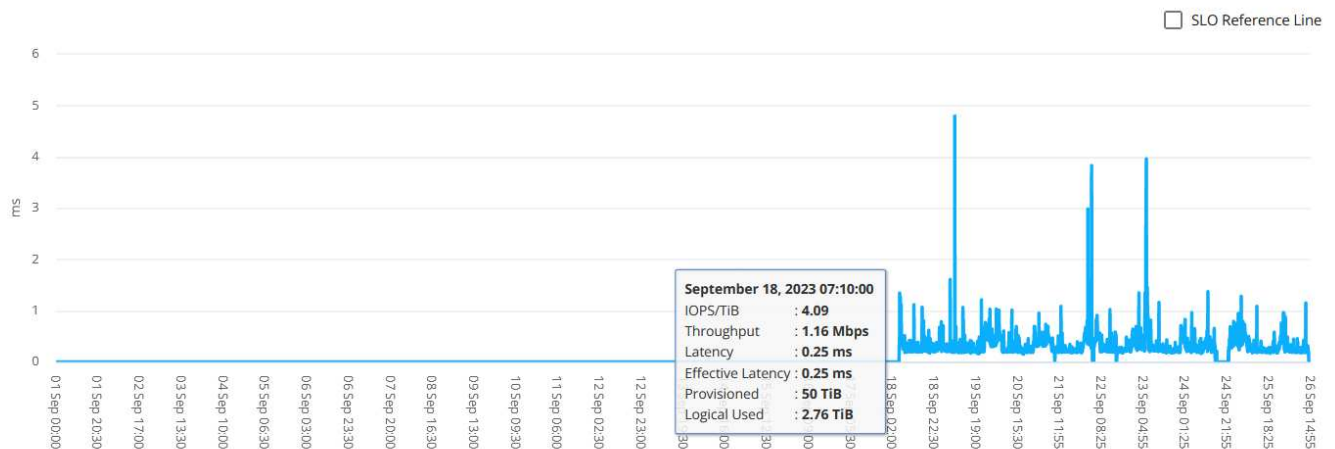 SLO Reference Line
6
5
4
3
2
1
0
ms
September 18, 2023 07:10:00
IOPS/TiB : 4.09
Throughput : 1.16 Mbps
Latency : 0.25 ms
Effective Latency : 0.25 ms
Provisioned : 50 TiB
Logical Used : 2.76 TiB
01 Sep 00:00
01 Sep 20:30
02 Sep 17:00
03 Sep 13:30
04 Sep 10:00
05 Sep 06:30
06 Sep 03:00
06 Sep 23:30
07 Sep 20:00
08 Sep 16:30
09 Sep 13:00
10 Sep 09:30
11 Sep 06:00
12 Sep 02:30
12 Sep 23:00
18 Sep 02:00
18 Sep 22:30
19 Sep 19:00
20 Sep 15:30
21 Sep 11:55
22 Sep 08:25
23 Sep 04:55
24 Sep 01:25
24 Sep 21:55
25 Sep 18:25
26 Sep 14:55